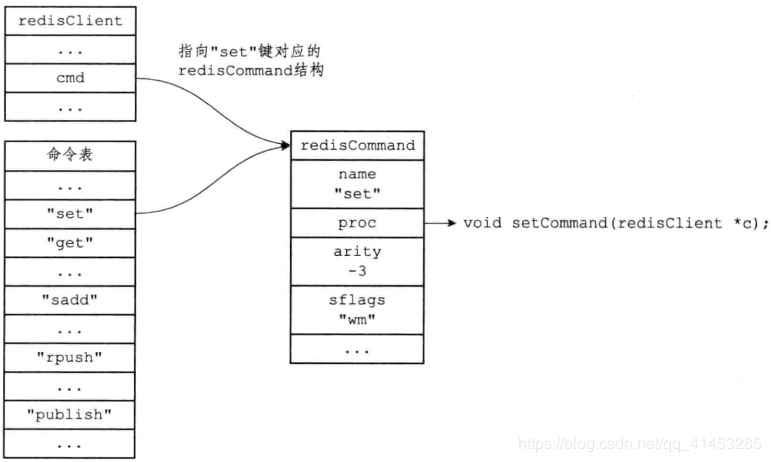 redisClient
...
cmd
...
指向"set"键对应的
redisCommand结构
命令表
...
"set"
"get"
...
"sadd"
...
"rpush"
...
"publish"
...
redisCommand
name
"set"
proc
arity
-3
sflags
"wm"
...
void setCommand(redisClient *c);
https://blog.csdn.net/qq_41453285